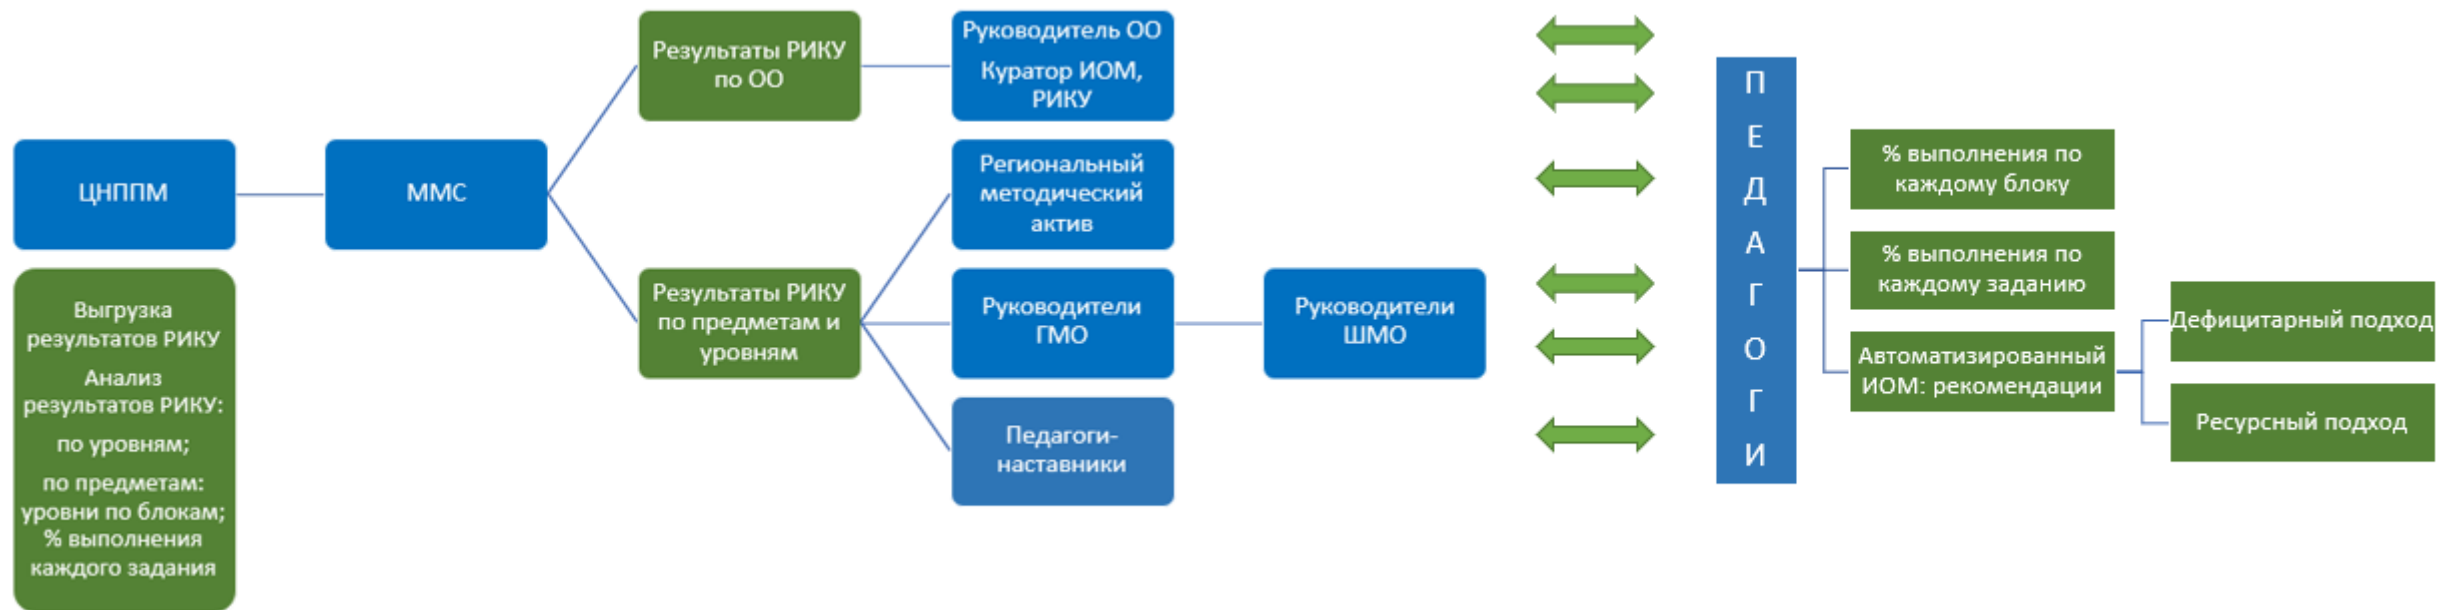 ЦНППМ
Выгрузка
результатов РИКУ
Анализ
результатов РИКУ:
по уровням;
по предметам:
уровни по блокам;
% выполнения
каждого задания
ММС
Результаты РИКУ
по ОО
Результаты РИКУ
по предметам и
уровням
Руководитель ОО
Куратор ИОМ,
РИКУ
Региональный
методический
актив
Руководители
ГМО
Педагоги-
наставники
Руководители
ШМО
П
Е
Д
А
Г
О
Г
И
% выполнения по
каждому блоку
% выполнения по
каждому заданию
Автоматизированный
ИОМ: рекомендации
Дефицитарный подход
Ресурсный подход